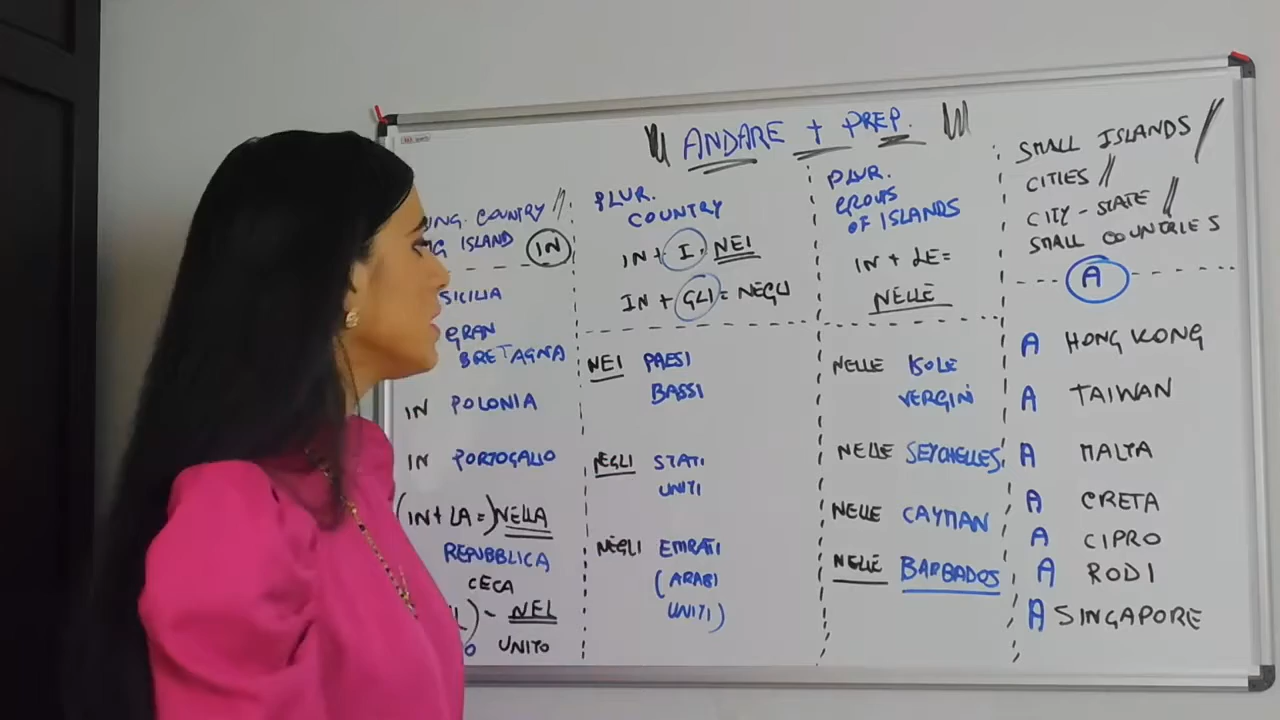 ANDARE + PREP.
ING. COUNTRY
ISLAND IN
SICILIA
GRAN
BRETAGNA
IN POLONIA
IN PORTOGALLO
(IN+LA=) NELLA
REPUBBLICA
CECA
NEL
UNITO
PLUR.
COUNTRY
IN + I. NEI
IN + GLI = NEGLI
NEI PAESI
BASSI
NEGLI STATI
UNITI
NEGLI EMIRATI
(ARABI
UNITI)
PLUR.
GROUS
OF ISLANDS
IN + LE =
NELLE
NELLE ISOLE
VERGINI
NELLE SEYCHELLES
NELLE CAYMAN
NELLE BARBADOS
SMALL ISLANDS
CITIES
CITY-STATE
SMALL COUNTRIES
A
A HONG KONG
A TAIWAN
A MALTA
A CRETA
A CIPRO
A RODI
A SINGAPORE